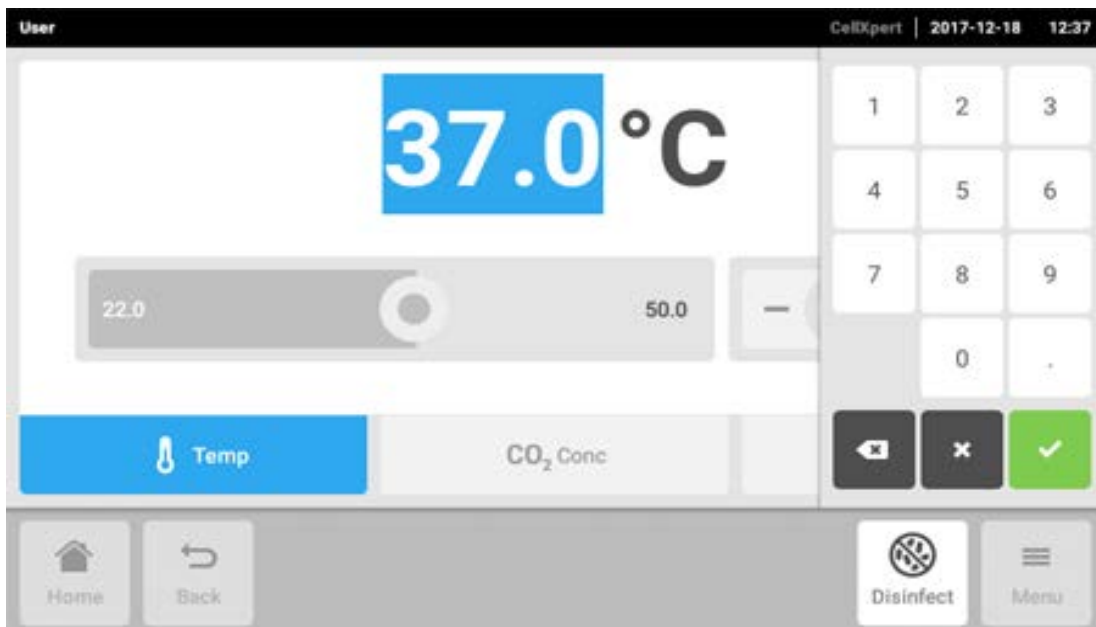 User CellXpert | 2017-12-18 12:37
37.0 °C
22.0 50.0 −
Temp CO₂ Conc
1 2 3
4 5 6
7 8 9
0 .
Home Back Disinfect Menu